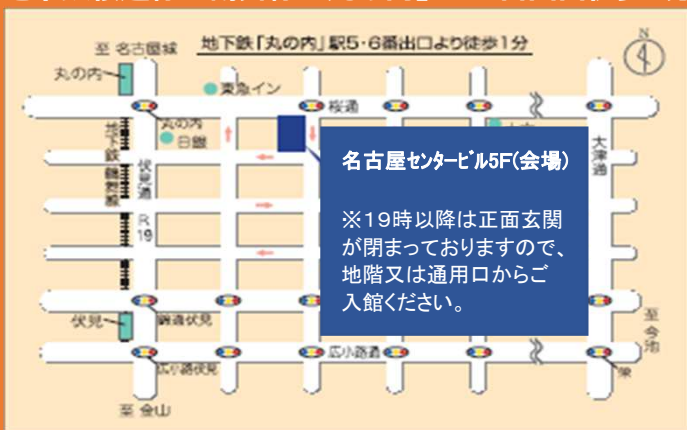 至 名古屋城
地下鉄「丸の内」駅5・6番出口より徒歩1分
N
丸の内
東急イン
桜通
丸の内
日銀
地下鉄
鶴舞線
伏見通
R
19
名古屋センタービル5F(会場)
※19時以降は正面玄関
が閉まっておりますので、
地階又は通用口からご
入館ください。
大津通
伏見
錦通伏見
至 今池
広小路通
広小路伏見
栄
至 金山